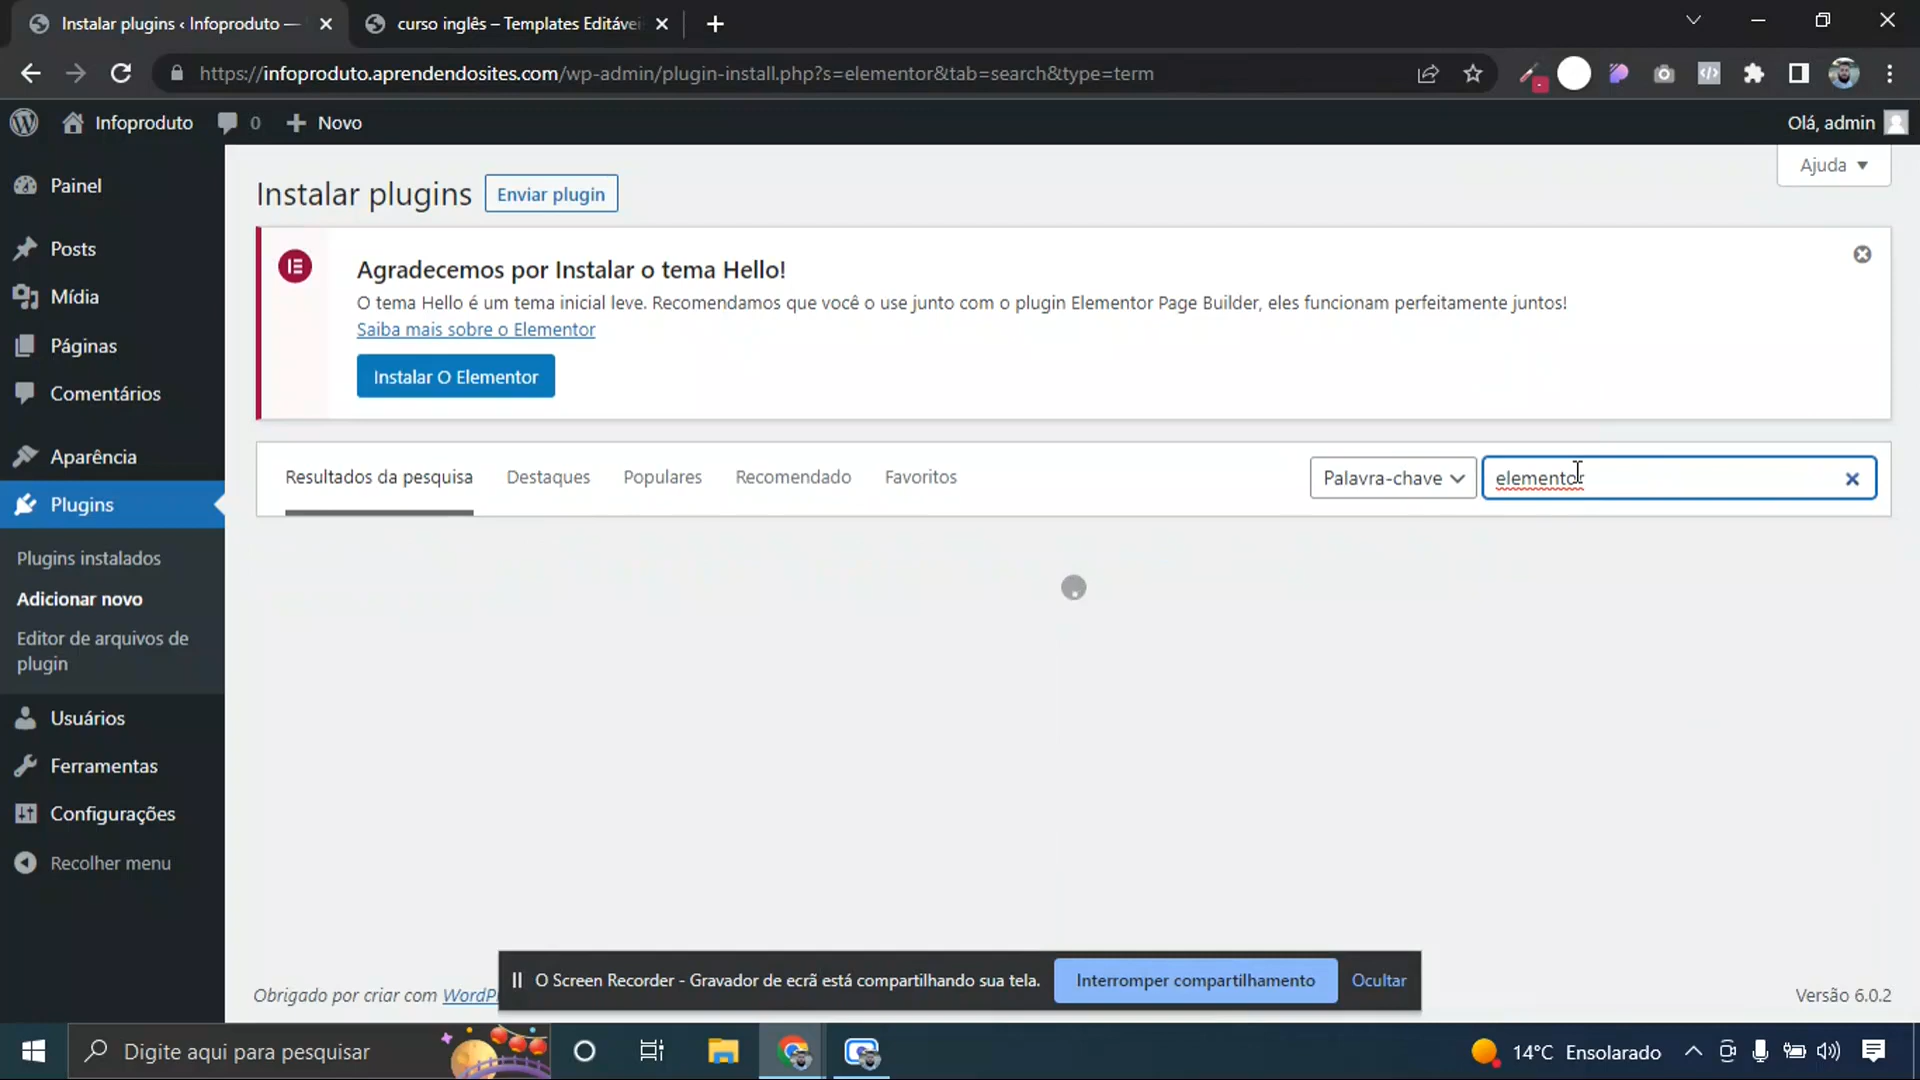 Instalar plugins ‹ Infoproduto —
curso inglês – Templates Editávei
https://infoproduto.aprendendosites.com/wp-admin/plugin-install.php?s=elementor&tab=search&type=term
Infoproduto
0
Novo
Olá, admin
Painel
Posts
Mídia
Páginas
Comentários
Aparência
Plugins
Plugins instalados
Adicionar novo
Editor de arquivos de
plugin
Usuários
Ferramentas
Configurações
Recolher menu
Ajuda
Instalar plugins
Enviar plugin
Agradecemos por Instalar o tema Hello!
O tema Hello é um tema inicial leve. Recomendamos que você o use junto com o plugin Elementor Page Builder, eles funcionam perfeitamente juntos!
Saiba mais sobre o Elementor
Instalar O Elementor
Resultados da pesquisa
Destaques
Populares
Recomendado
Favoritos
Palavra-chave
elementor
Obrigado por criar com WordP
Versão 6.0.2
O Screen Recorder - Gravador de ecrã está compartilhando sua tela.
Interromper compartilhamento
Ocultar
Digite aqui para pesquisar
14°C Ensolarado